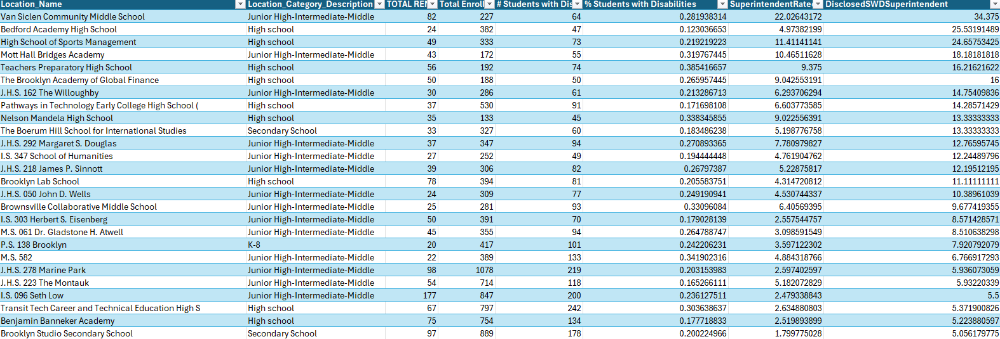 Location_Name Location_Category_Description TOTAL REM Total Enroll # Students with Dis % Students with Disabilities SuperintendentRate DisclosedSWDSuperintendent
Van Siclen Community Middle School Junior High-Intermediate-Middle 82 227 64 0.281938314 22.02643172 34.375
Bedford Academy High School High school 24 382 47 0.123036653 4.97382199 25.53191489
High School of Sports Management High school 49 333 73 0.219219223 11.41141141 24.65753425
Mott Hall Bridges Academy Junior High-Intermediate-Middle 43 172 55 0.319767445 10.46511628 18.18181818
Teachers Preparatory High School High school 56 192 74 0.385416657 9.375 16.21621622
The Brooklyn Academy of Global Finance High school 50 188 50 0.265957445 9.042553191 16
J.H.S. 162 The Willoughby Junior High-Intermediate-Middle 30 286 61 0.213286713 6.293706294 14.75409836
Pathways in Technology Early College High School ( High school 37 530 91 0.171698108 6.603773585 14.28571429
Nelson Mandela High School High school 35 133 45 0.338345855 9.022556391 13.33333333
The Boerum Hill School for International Studies Secondary School 33 327 60 0.183486238 5.198776758 13.33333333
J.H.S. 292 Margaret S. Douglas Junior High-Intermediate-Middle 37 347 94 0.270893365 7.780979827 12.76595745
I.S. 347 School of Humanities Junior High-Intermediate-Middle 27 252 49 0.194444448 4.761904762 12.24489796
J.H.S. 218 James P. Sinnott Junior High-Intermediate-Middle 39 306 82 0.26797387 5.22875817 12.19512195
Brooklyn Lab School High school 78 394 81 0.205583751 4.314720812 11.11111111
J.H.S. 050 John D. Wells Junior High-Intermediate-Middle 24 309 77 0.249190941 4.530744337 10.38961039
Brownsville Collaborative Middle School Junior High-Intermediate-Middle 25 281 93 0.33096084 6.40569395 9.677419355
I.S. 303 Herbert S. Eisenberg Junior High-Intermediate-Middle 50 391 70 0.179028139 2.557544757 8.571428571
M.S. 061 Dr. Gladstone H. Atwell Junior High-Intermediate-Middle 45 355 94 0.264788747 3.098591549 8.510638298
P.S. 138 Brooklyn K-8 20 417 101 0.242206231 3.597122302 7.920792079
M.S. 582 Junior High-Intermediate-Middle 22 389 133 0.341902316 4.884318766 6.766917293
J.H.S. 278 Marine Park Junior High-Intermediate-Middle 98 1078 219 0.203153983 2.597402597 5.936073059
J.H.S. 223 The Montauk Junior High-Intermediate-Middle 54 714 118 0.165266111 5.182072829 5.93220339
I.S. 096 Seth Low Junior High-Intermediate-Middle 177 847 200 0.236127511 2.479338843 5.5
Transit Tech Career and Technical Education High S High school 67 797 242 0.303638637 2.634880803 5.371900826
Benjamin Banneker Academy High school 75 754 134 0.177718833 2.519893899 5.223880597
Brooklyn Studio Secondary School Secondary School 97 889 178 0.200224966 1.799775028 5.056179775